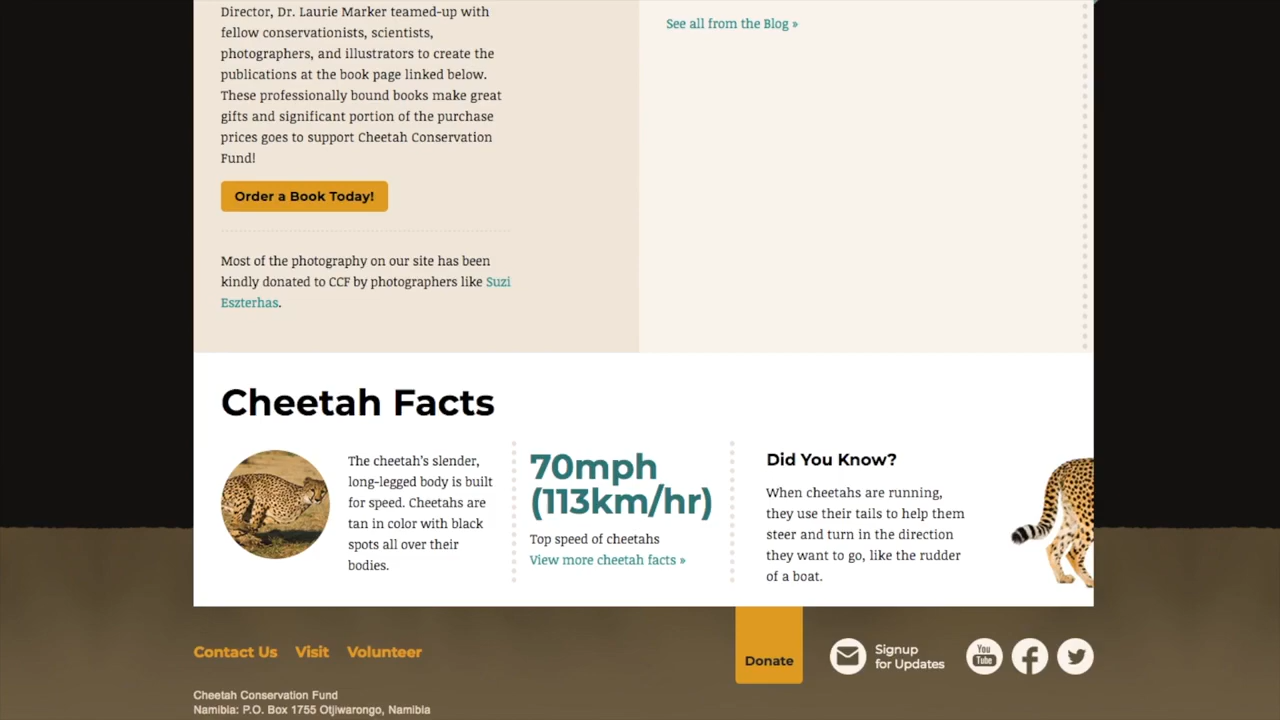 Director, Dr. Laurie Marker teamed-up with
fellow conservationists, scientists,
photographers, and illustrators to create the
publications at the book page linked below.
These professionally bound books make great
gifts and significant portion of the purchase
prices goes to support Cheetah Conservation
Fund!
Order a Book Today!
Most of the photography on our site has been
kindly donated to CCF by photographers like Suzi
Eszterhas.
See all from the Blog »
Cheetah Facts
The cheetah’s slender,
long-legged body is built
for speed. Cheetahs are
tan in color with black
spots all over their
bodies.
70mph
(113km/hr)
Top speed of cheetahs
View more cheetah facts »
Did You Know?
When cheetahs are running,
they use their tails to help them
steer and turn in the direction
they want to go, like the rudder
of a boat.
Contact Us Visit Volunteer
Donate
Signup
for Updates
You
Tube
Cheetah Conservation Fund
Namibia: P.O. Box 1755 Otjiwarongo, Namibia